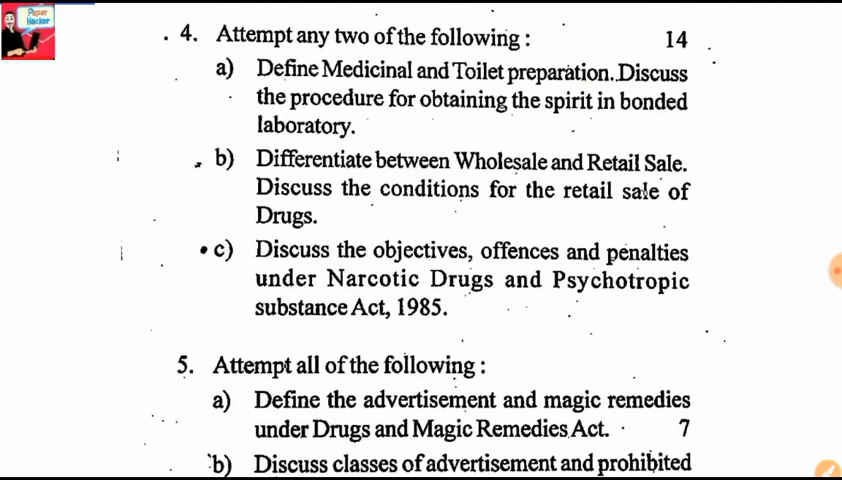 Paper
Hacker
4. Attempt any two of the following : 14
a) Define Medicinal and Toilet preparation. Discuss
the procedure for obtaining the spirit in bonded
laboratory.
b) Differentiate between Wholesale and Retail Sale.
Discuss the conditions for the retail sale of
Drugs.
c) Discuss the objectives, offences and penalties
under Narcotic Drugs and Psychotropic
substance Act, 1985.
5. Attempt all of the following :
a) Define the advertisement and magic remedies
under Drugs and Magic Remedies Act. 7
b) Discuss classes of advertisement and prohibited